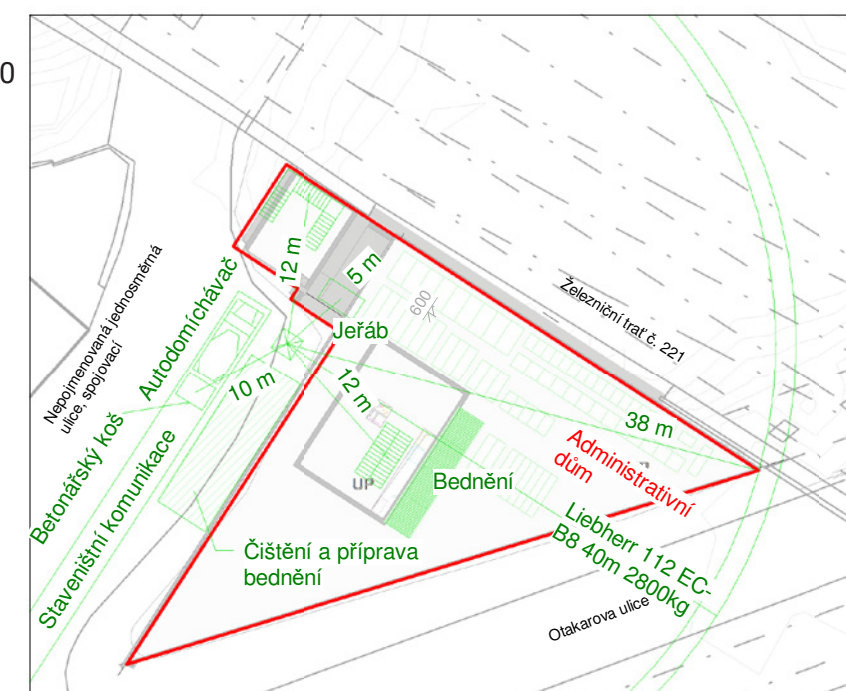 0
Nepojmenovaná jednosměrná
ulice, spojovací
Autodomíchávač
12 m
5 m
600
Železniční trať č. 221
Jeřáb
10 m
12 m
38 m
Betonářský koš
Staveništní komunikace
Administrativní
dům
UP
Bednění
Liebherr 112 EC-
B8 40m 2800kg
Čištění a příprava
bednění
Otakarova ulice